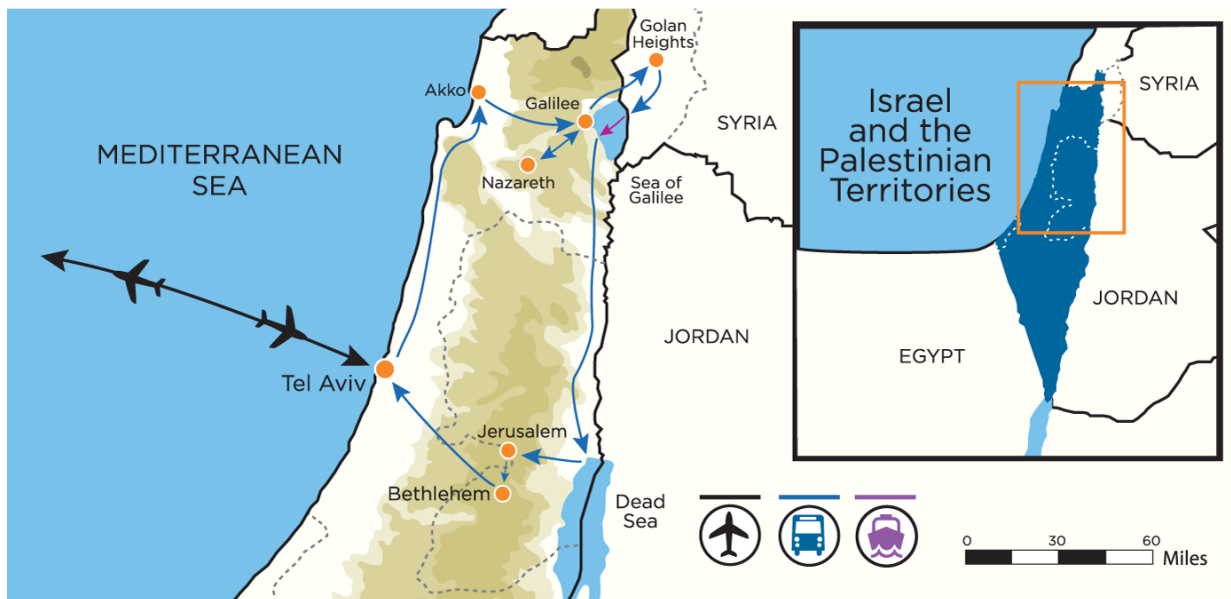 Golan
Heights
Akko
Galilee
MEDITERRANEAN
SEA
SYRIA
Nazareth
Sea of
Galilee
Tel Aviv
JORDAN
Jerusalem
Bethlehem
Dead
Sea
Israel
and the
Palestinian
Territories
SYRIA
JORDAN
EGYPT
0 30 60
Miles